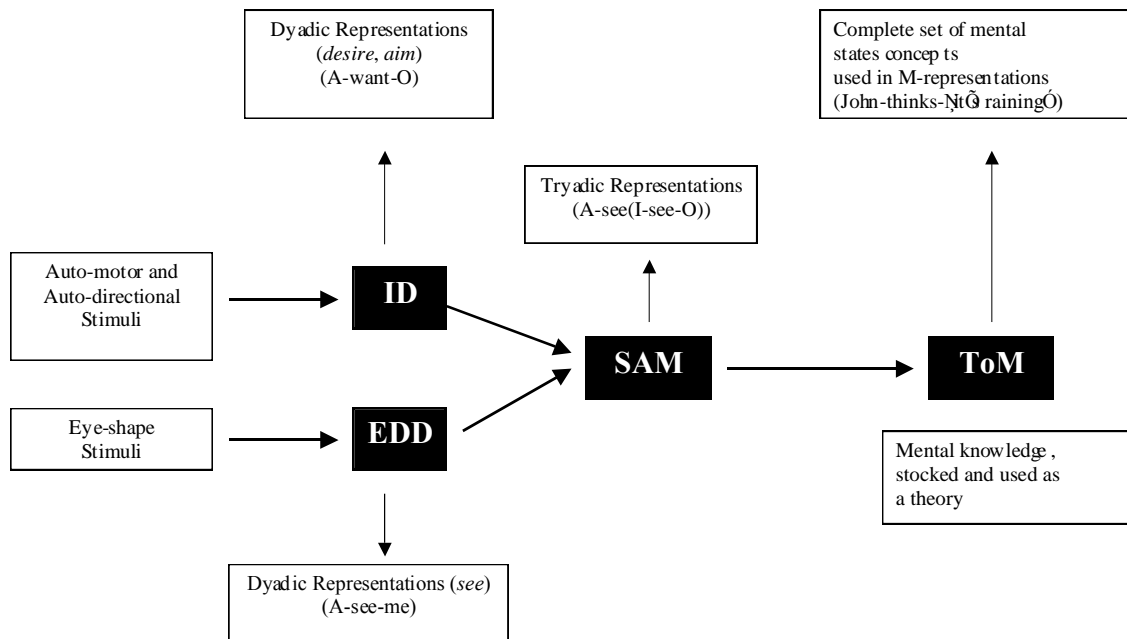 Dyadic Representations
(desire, aim)
(A-want-O)
Complete set of mental
states concepts
used in M-representations
(John-thinks-ŅitÕs rainingÓ)
Tryadic Representations
(A-see(I-see-O))
Auto-motor and
Auto-directional
Stimuli
ID
SAM
ToM
Eye-shape
Stimuli
EDD
Mental knowledge,
stocked and used as
a theory
Dyadic Representations (see)
(A-see-me)